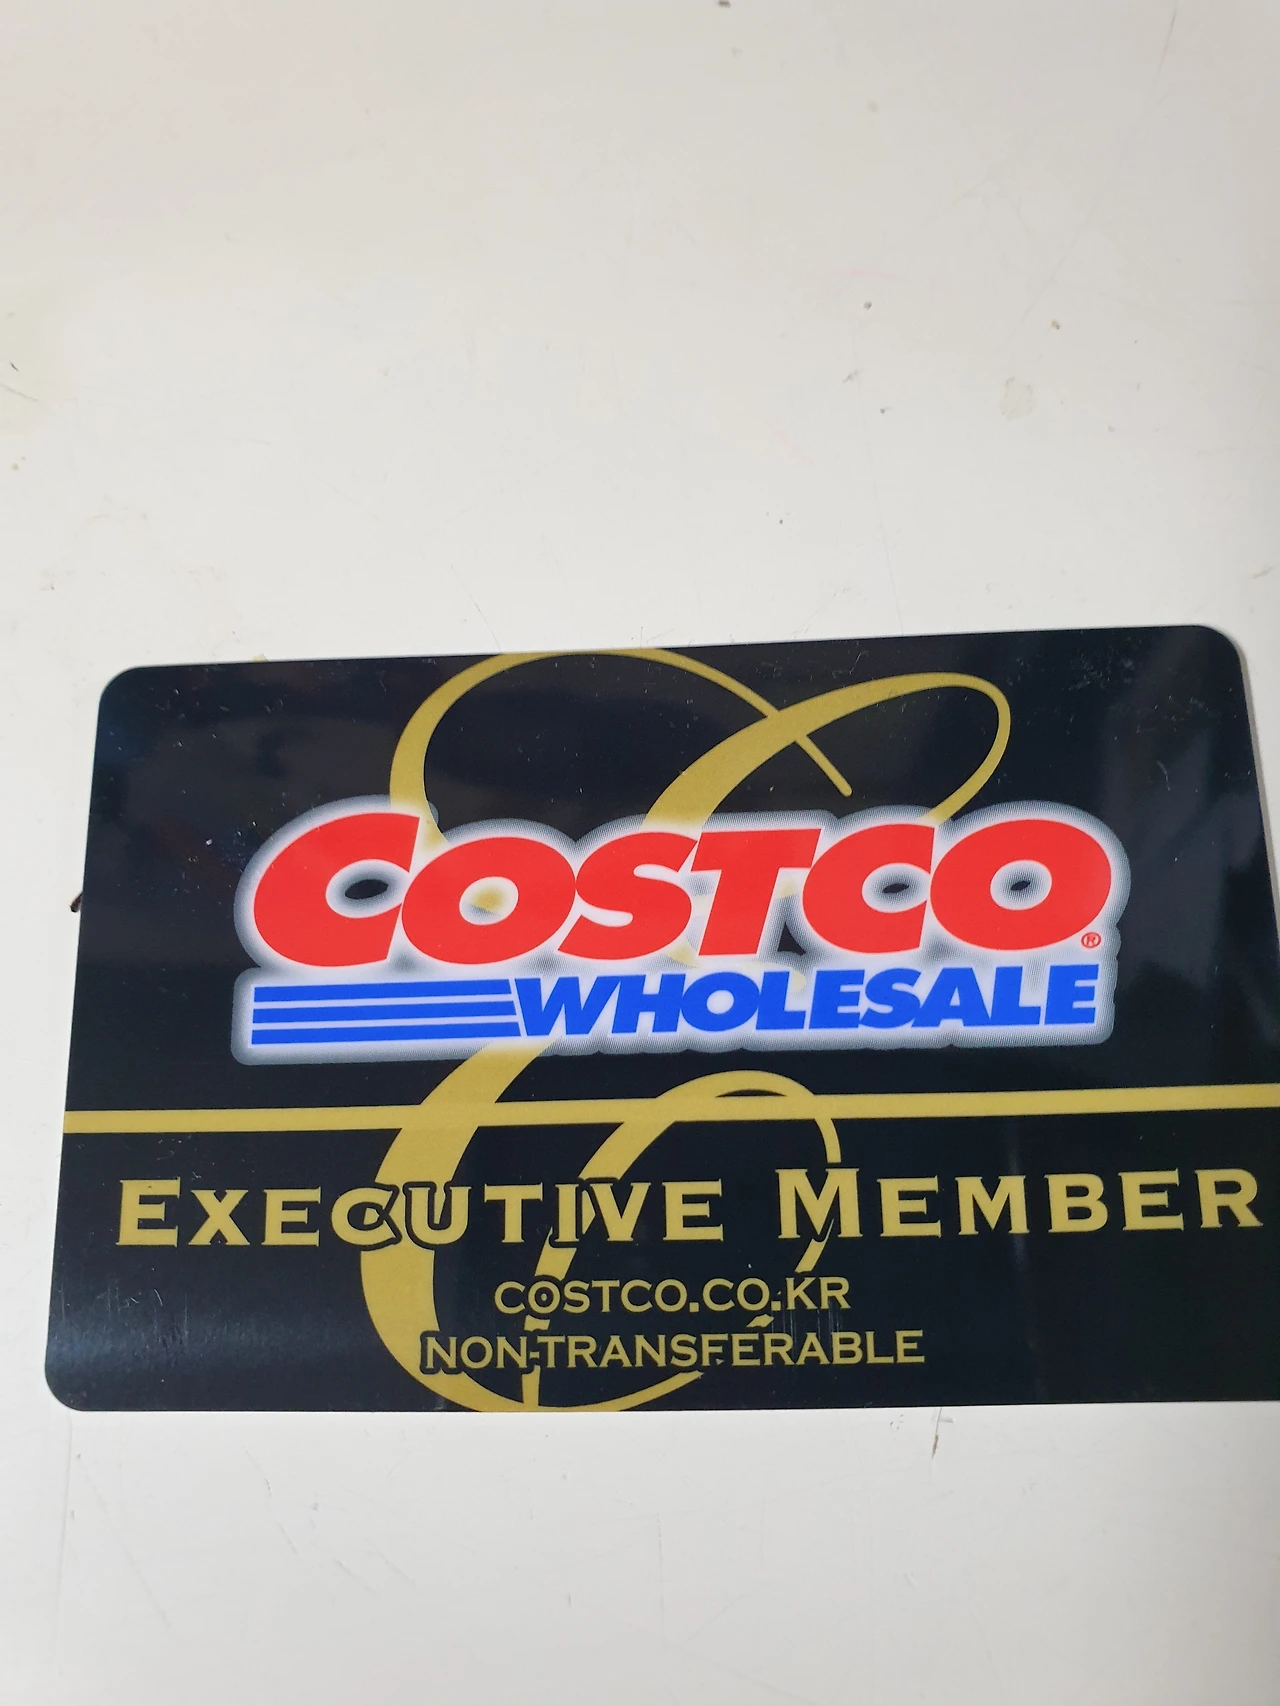 COSTCO®
WHOLESALE
EXECUTIVE MEMBER
COSTCO.CO.KR
NON-TRANSFERABLE